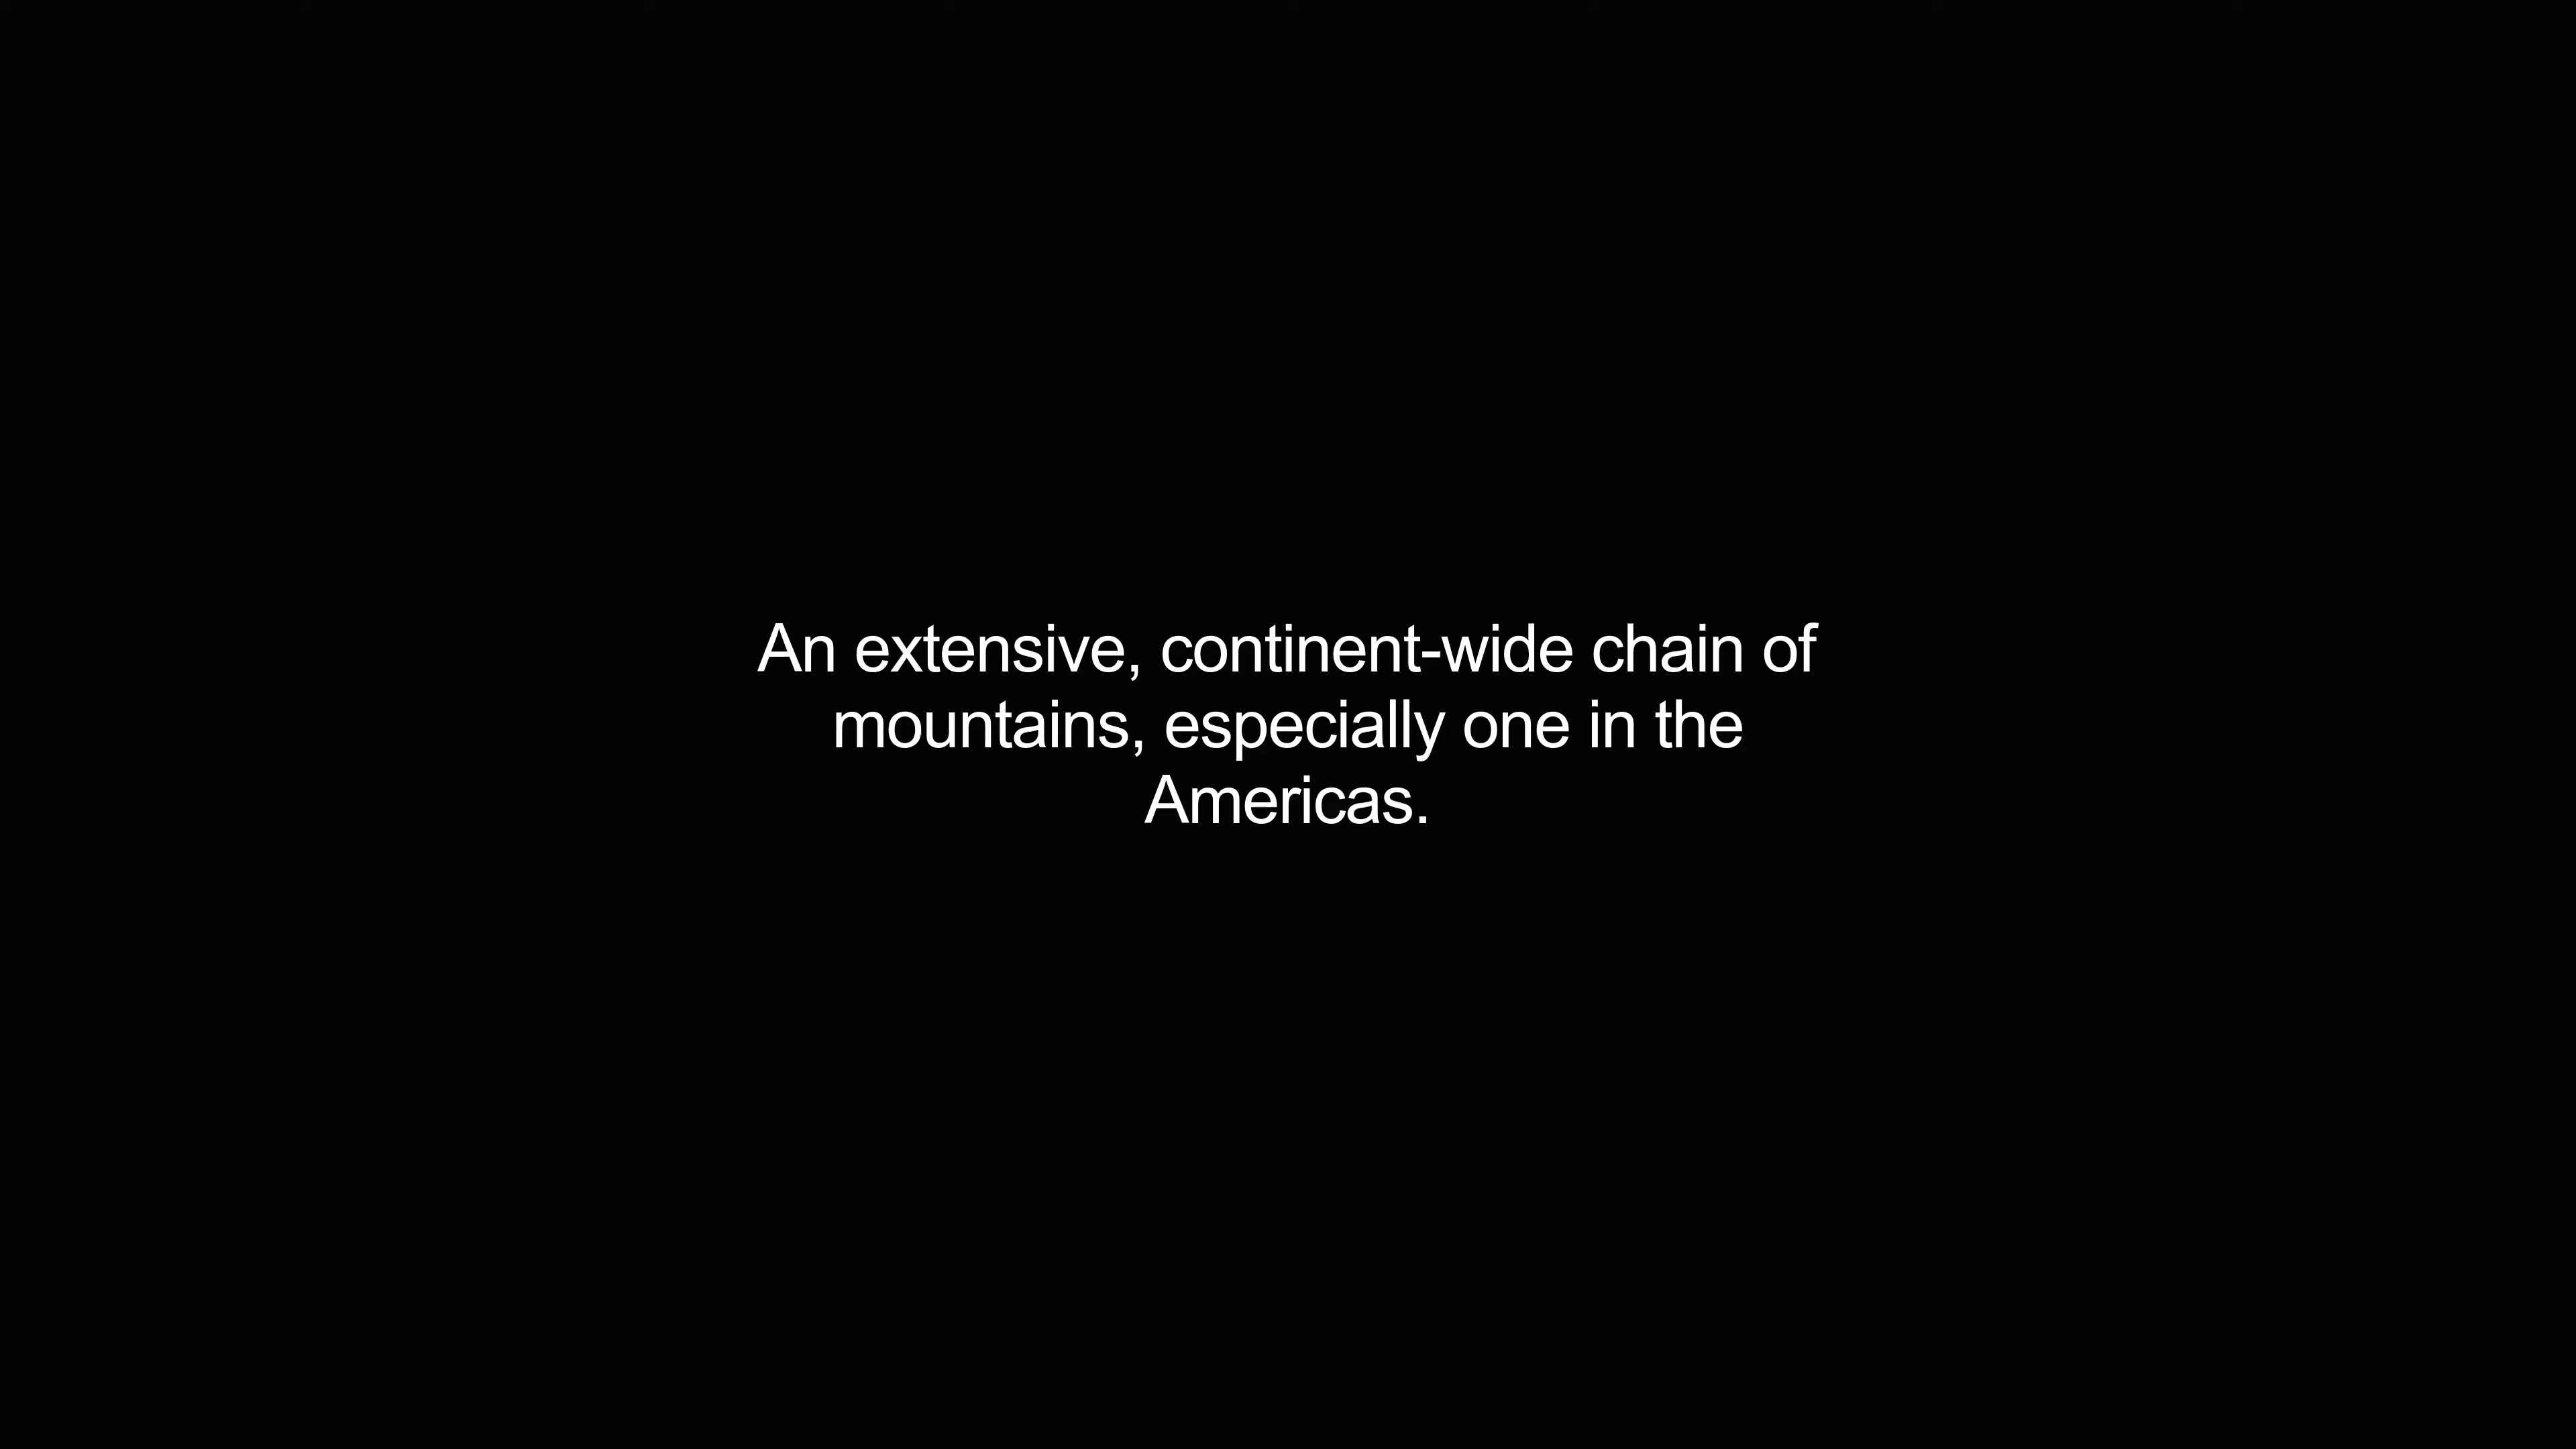 An extensive, continent-wide chain of
mountains, especially one in the
Americas.